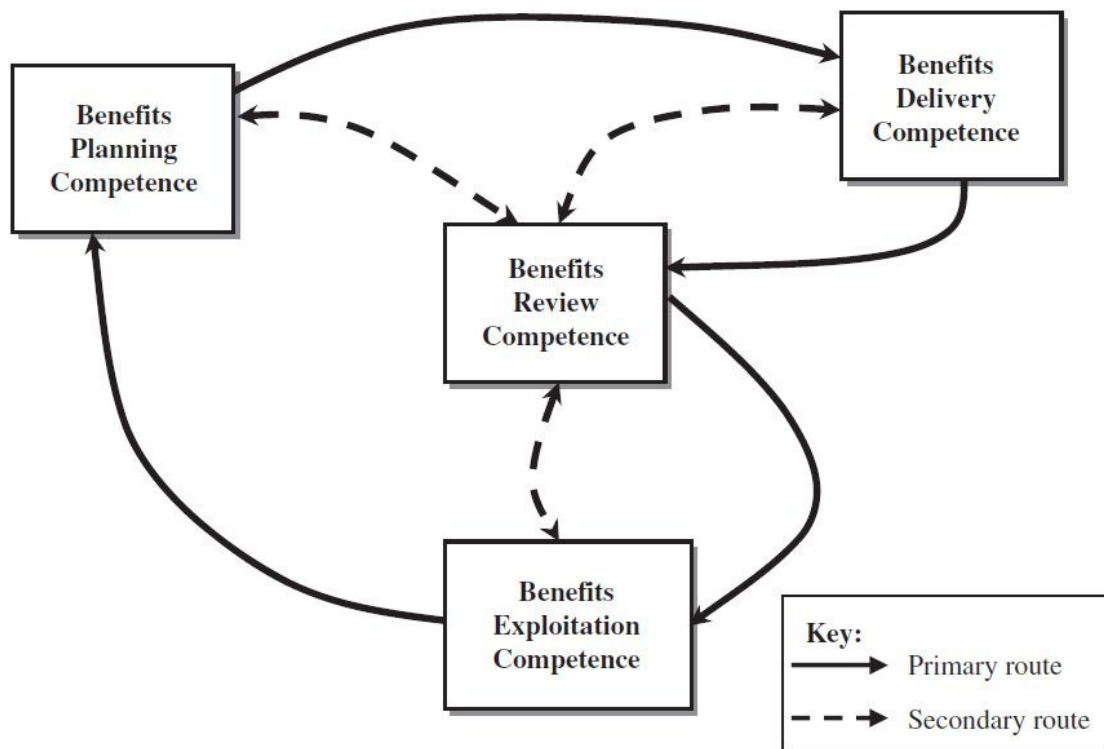 Benefits
Planning
Competence
Benefits
Delivery
Competence
Benefits
Review
Competence
Benefits
Exploitation
Competence
Key:
Primary route
Secondary route